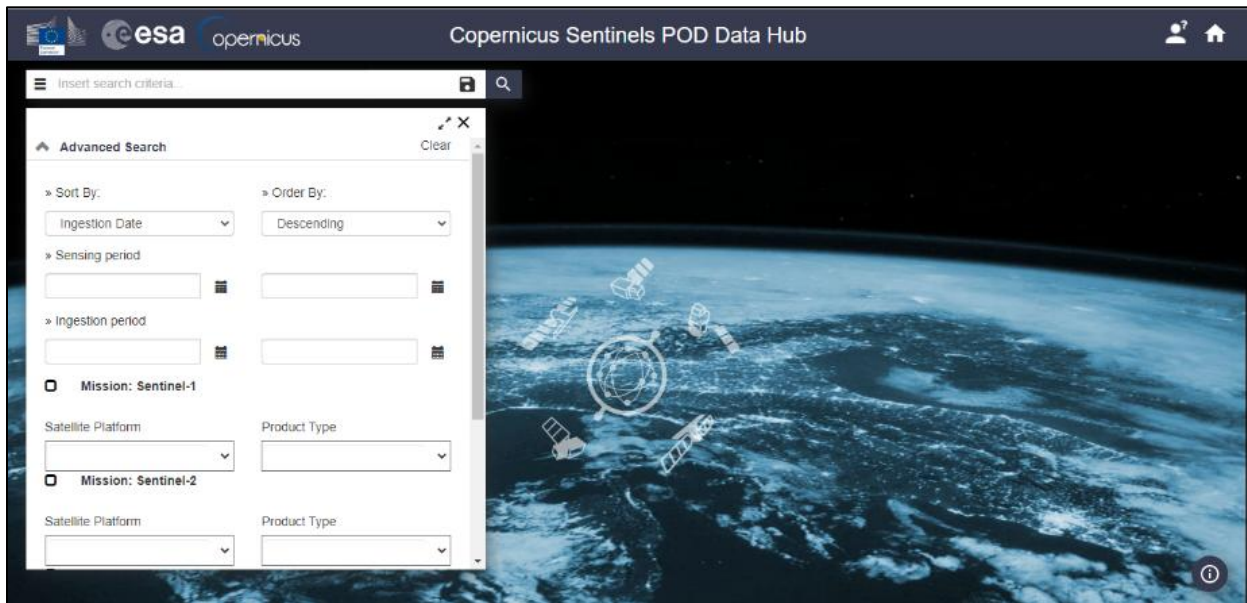 esa opernicus Copernicus Sentinels POD Data Hub
Insert search criteria...
Advanced Search Clear
» Sort By: » Order By:
Ingestion Date Descending
» Sensing period
» Ingestion period
Mission: Sentinel-1
Satellite Platform Product Type
Mission: Sentinel-2
Satellite Platform Product Type